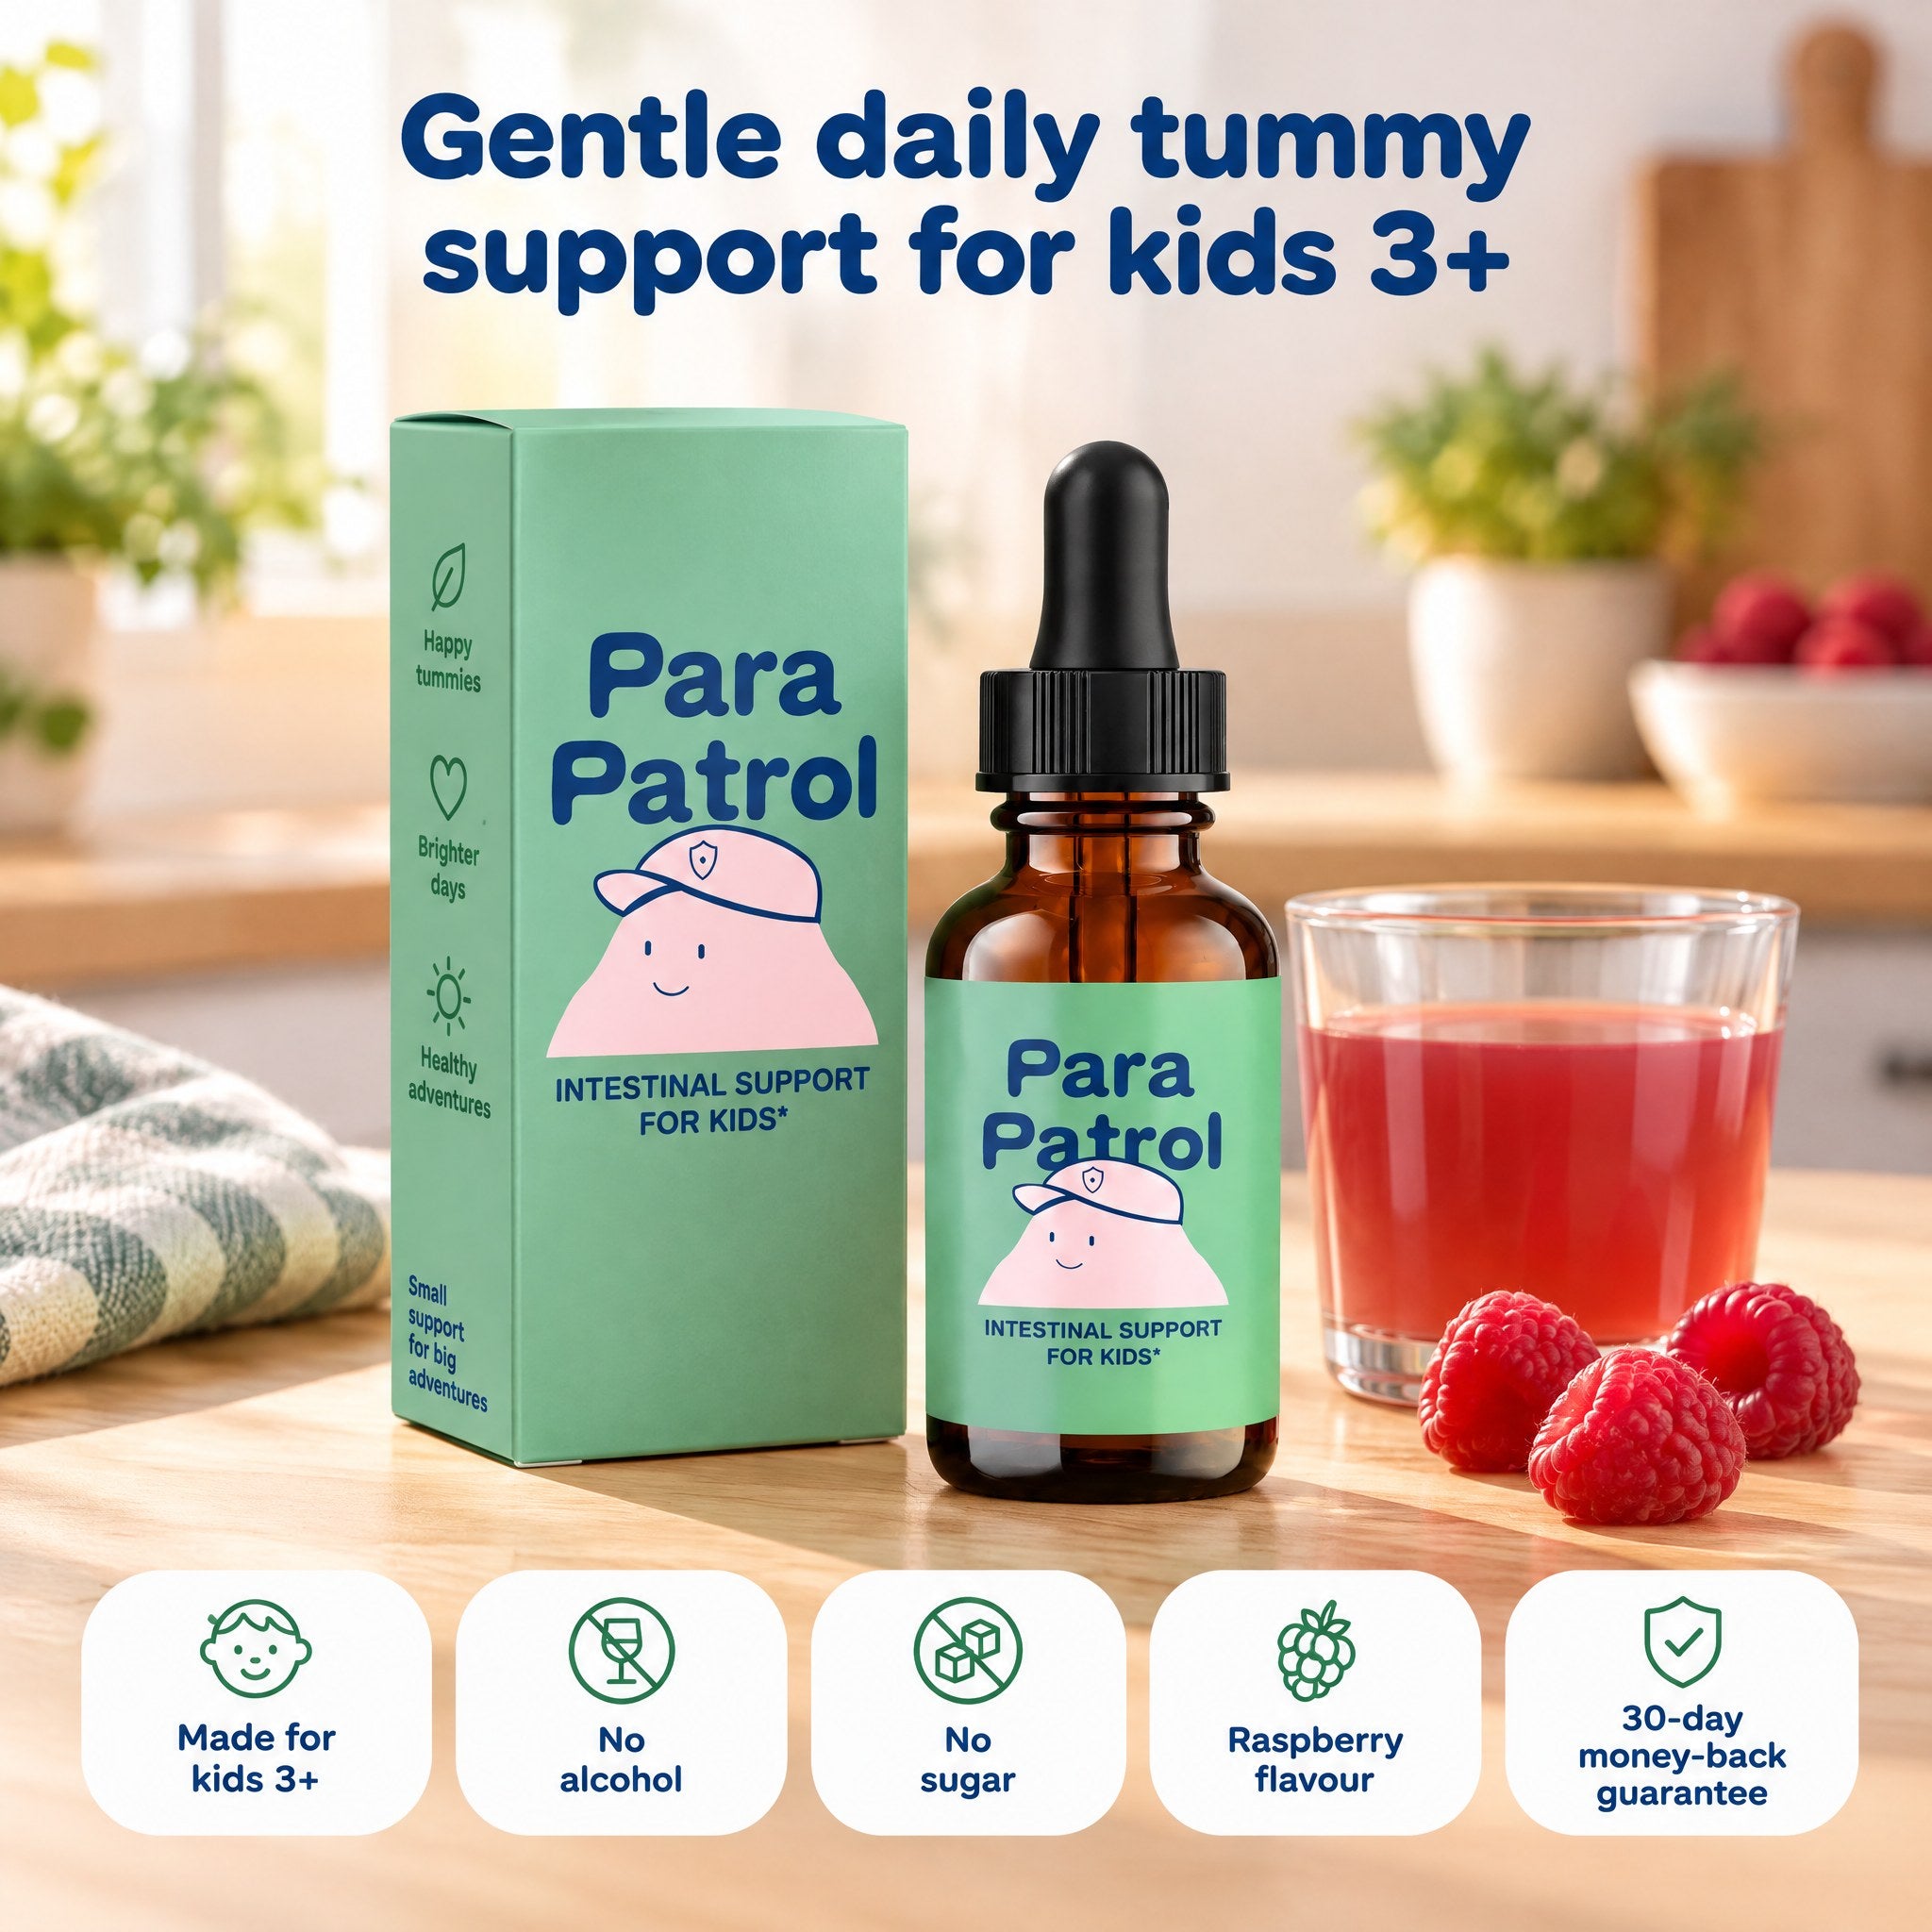 Gentle daily tummy
support for kids 3+
Happy
tummies
Brighter
days
Healthy
adventures
Small
support
for big
adventures
Para
Patrol
INTESTINAL SUPPORT
FOR KIDS*
Para
Patrol
INTESTINAL SUPPORT
FOR KIDS*
Made for
kids 3+
No
alcohol
No
sugar
Raspberry
flavour
30-day
money-back
guarantee